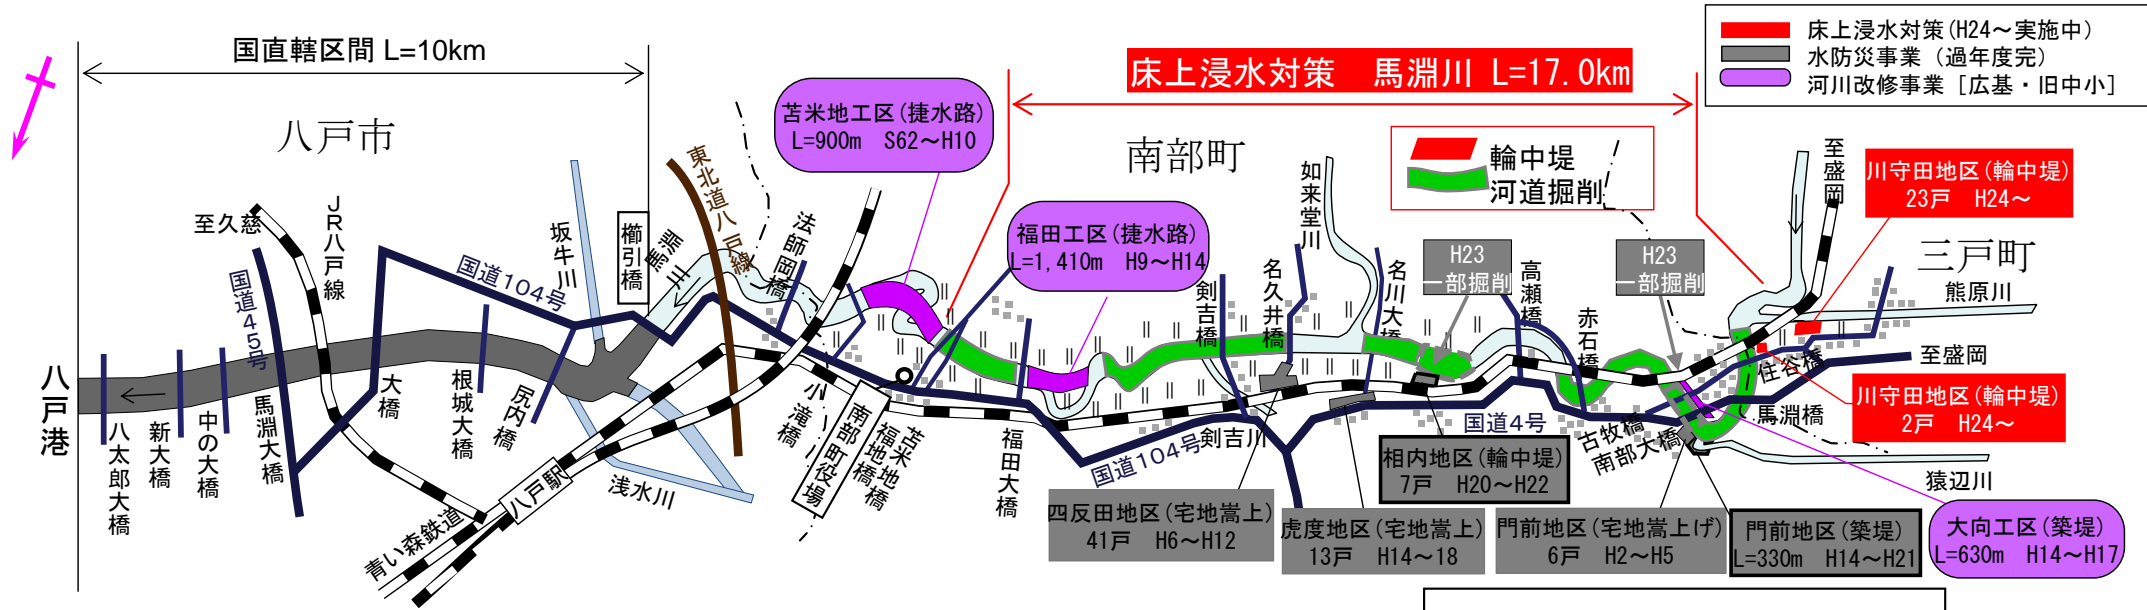 国直轄区間 L=10km
八戸市
床上浸水対策　馬淵川 L=17.0km
床上浸水対策(H24～実施中)
水防災事業（過年度完）
河川改修事業［広基・旧中小］
苫米地工区(捷水路)
L=900m　S62～H10
南部町
輪中堤
河道掘削
福田工区(捷水路)
L=1,410m　H9～H14
川守田地区(輪中堤)
23戸　H24～
三戸町
熊原川
至盛岡
至盛岡
川守田地区(輪中堤)
2戸　H24～
至久慈
JR八戸線
国道45号
国道104号
坂牛川
櫛引橋
馬淵川
東北道八戸線
法師岡橋
如来堂川
剣吉橋
名久井橋
名川大橋
H23
一部掘削
高瀬橋
赤石橋
H23
一部掘削
住谷橋
馬淵橋
八戸港
八太郎大橋
新大橋
中の大橋
馬淵大橋
大橋
根城大橋
尻内橋
八戸駅
青い森鉄道
浅水川
小滝橋
南部町役場
福地橋
苫米地橋
福田大橋
国道104号
剣吉川
国道4号
古牧橋
南部大橋
猿辺川
四反田地区(宅地嵩上)
41戸　H6～H12
虎度地区(宅地嵩上)
13戸　H14～18
相内地区(輪中堤)
7戸　H20～H22
門前地区(宅地嵩上げ)
6戸　H2～H5
門前地区(築堤)
L=330m　H14～H21
大向工区(築堤)
L=630m　H14～H17